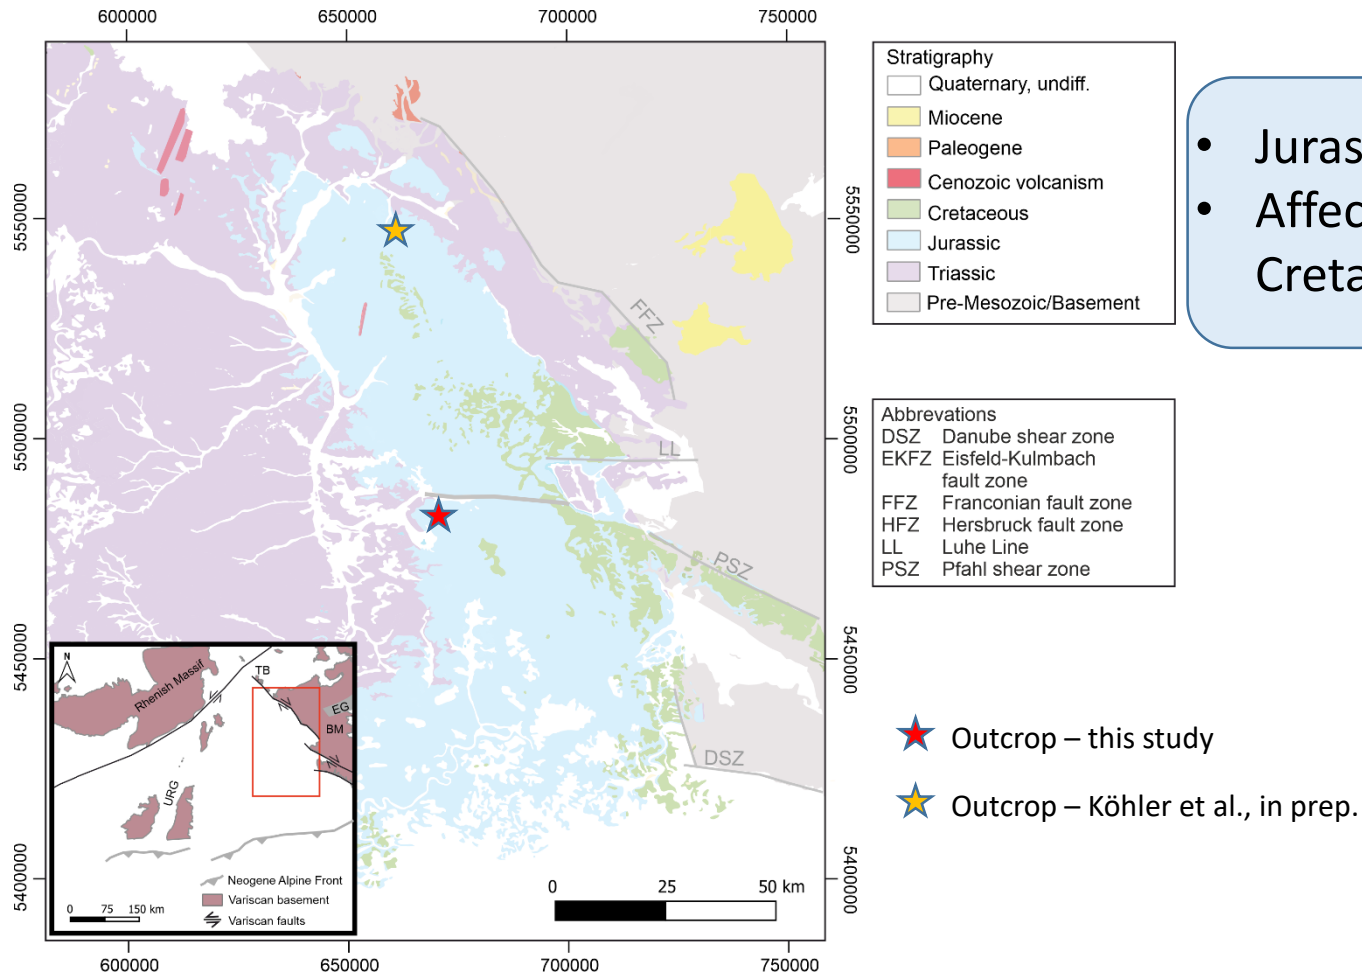 600000
650000
700000
750000
5550000
5500000
5450000
5400000
FFZ
LL
PSZ
DSZ
5550000
5500000
5450000
5400000
600000
650000
700000
750000
0 25 50 km
N
Rhenish Massif
TB
EG
BM
URG
Neogene Alpine Front
Variscan basement
Variscan faults
0 75 150 km
Stratigraphy
Quaternary, undiff.
Miocene
Paleogene
Cenozoic volcanism
Cretaceous
Jurassic
Triassic
Pre-Mesozoic/Basement
Abbrevations
DSZ Danube shear zone
EKFZ Eisfeld-Kulmbach
fault zone
FFZ Franconian fault zone
HFZ Hersbruck fault zone
LL Luhe Line
PSZ Pfahl shear zone
Outcrop – this study
Outcrop – Köhler et al., in prep.
• Juras
•
Creta